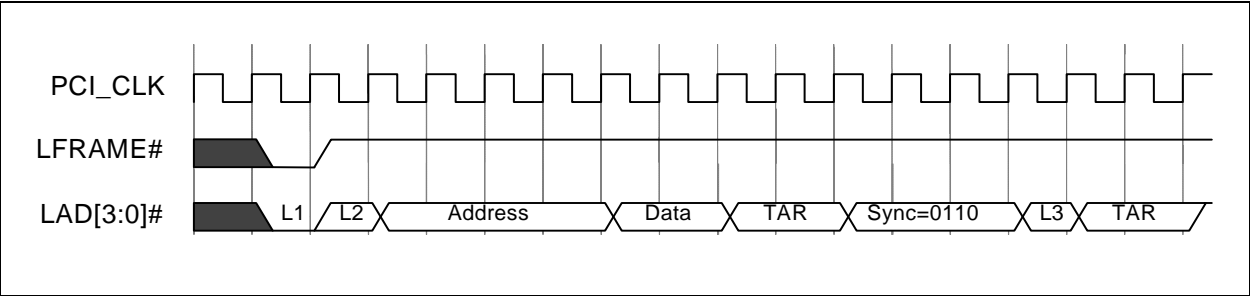 PCI_CLK
LFRAME#
LAD[3:0]# L1 L2 Address Data TAR Sync=0110 L3 TAR